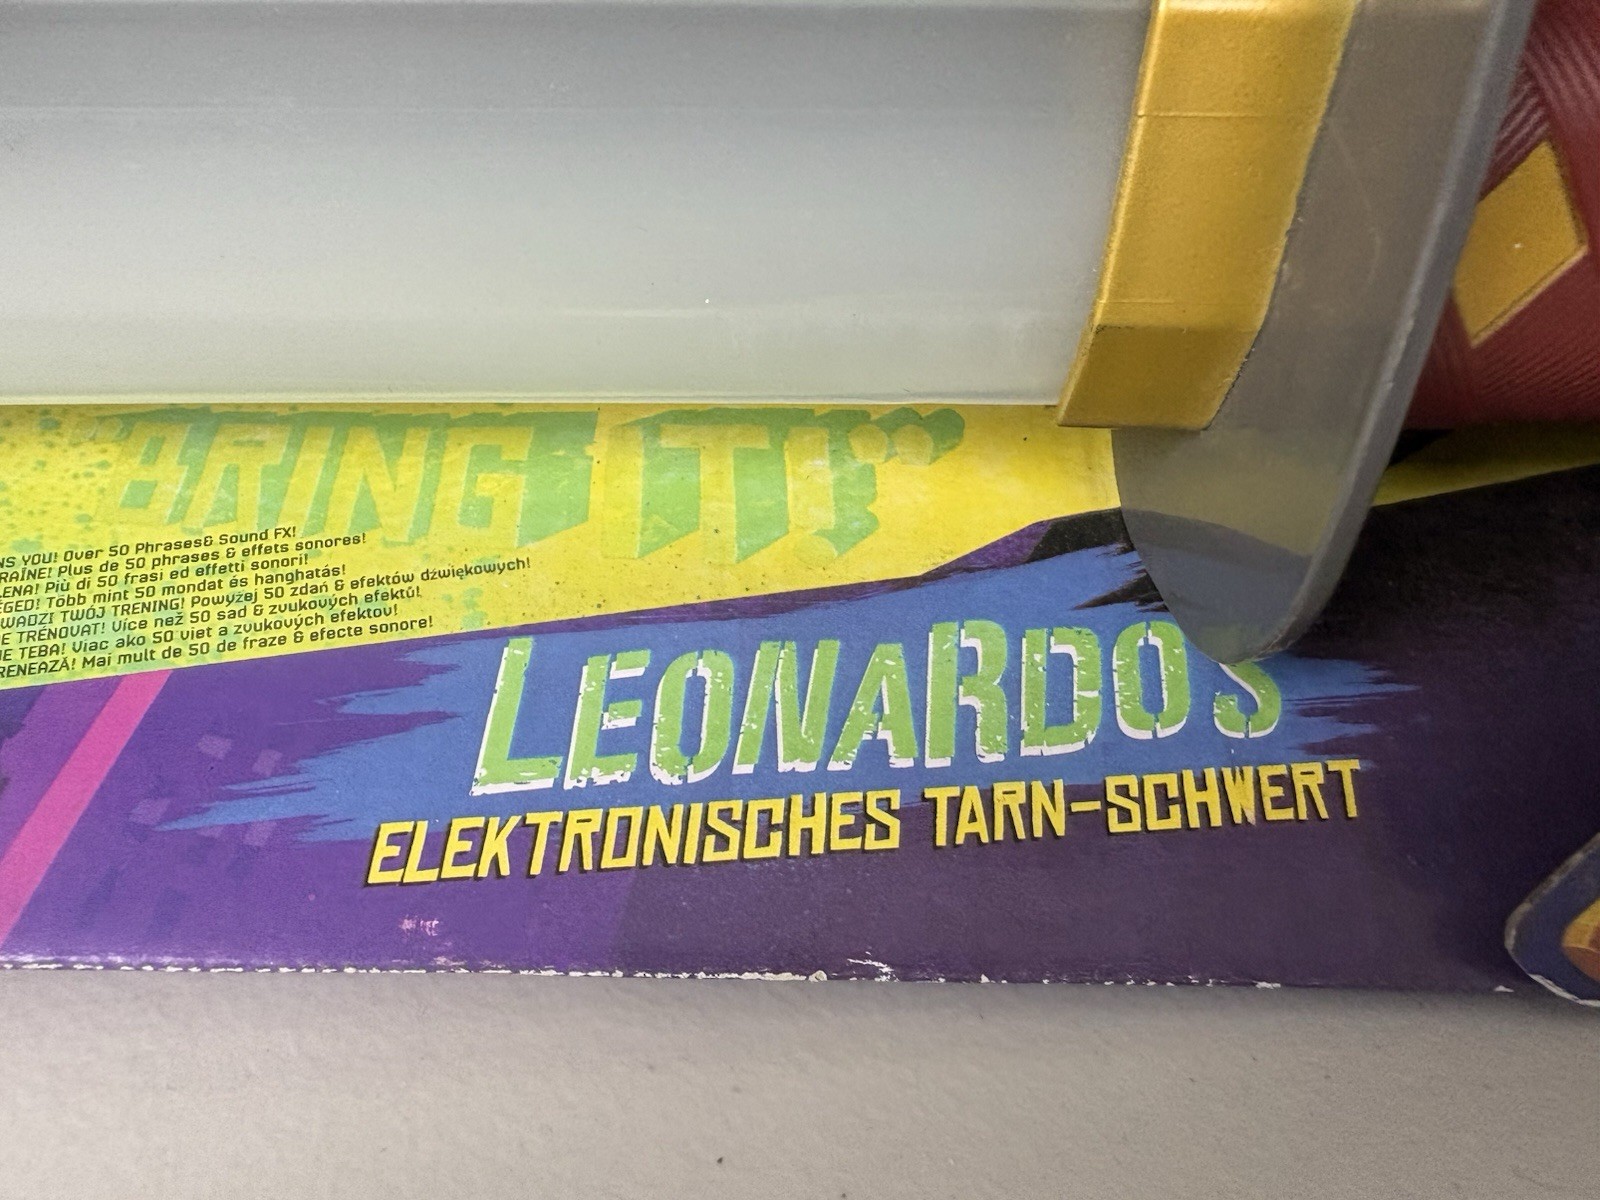 "BRING IT!"
NS YOU! Over 50 Phrases& Sound FX!
RAÎNE! Plus de 50 phrases & effets sonores!
LENA! Più di 50 frasi ed effetti sonori!
ÉGED! Több mint 50 mondat és hanghatás!
WADZI TWÓJ TRENING! Powyżej 50 zdań & efektów dźwiękowych!
E TRÉNOVAT! Více než 50 sad & zvukových efektů!
JE TEBA! Viac ako 50 viet a zvukových efektov!
RENEAZĂ! Mai mult de 50 de fraze & efecte sonore!
LEONARDO'S
ELEKTRONISCHES TARN-SCHWERT